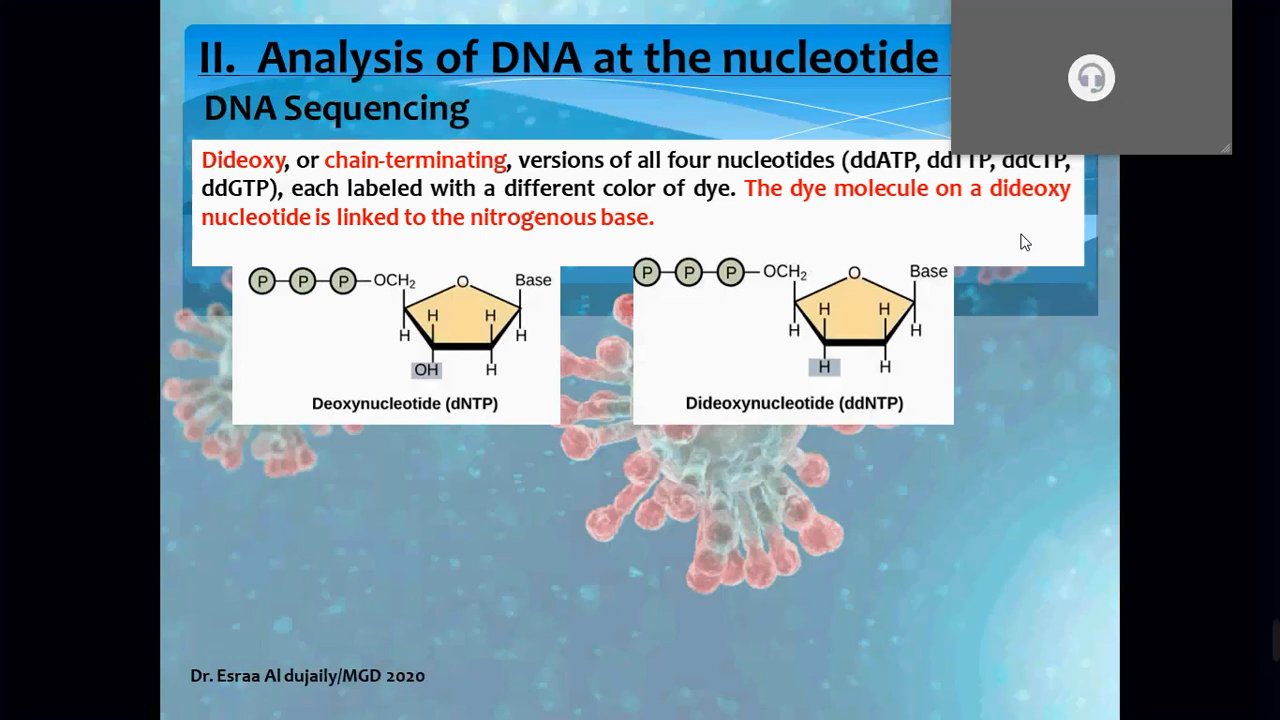 II. Analysis of DNA at the nucleotide
DNA Sequencing
Dideoxy, or chain-terminating, versions of all four nucleotides (ddATP, ddTTP, ddCTP,
ddGTP), each labeled with a different color of dye. The dye molecule on a dideoxy
nucleotide is linked to the nitrogenous base.
P P P OCH₂ O Base
H H
H H
OH H
Deoxynucleotide (dNTP)
P P P OCH₂ O Base
H H
H H
H H
Dideoxynucleotide (ddNTP)
Dr. Esraa Al dujaily/MGD 2020